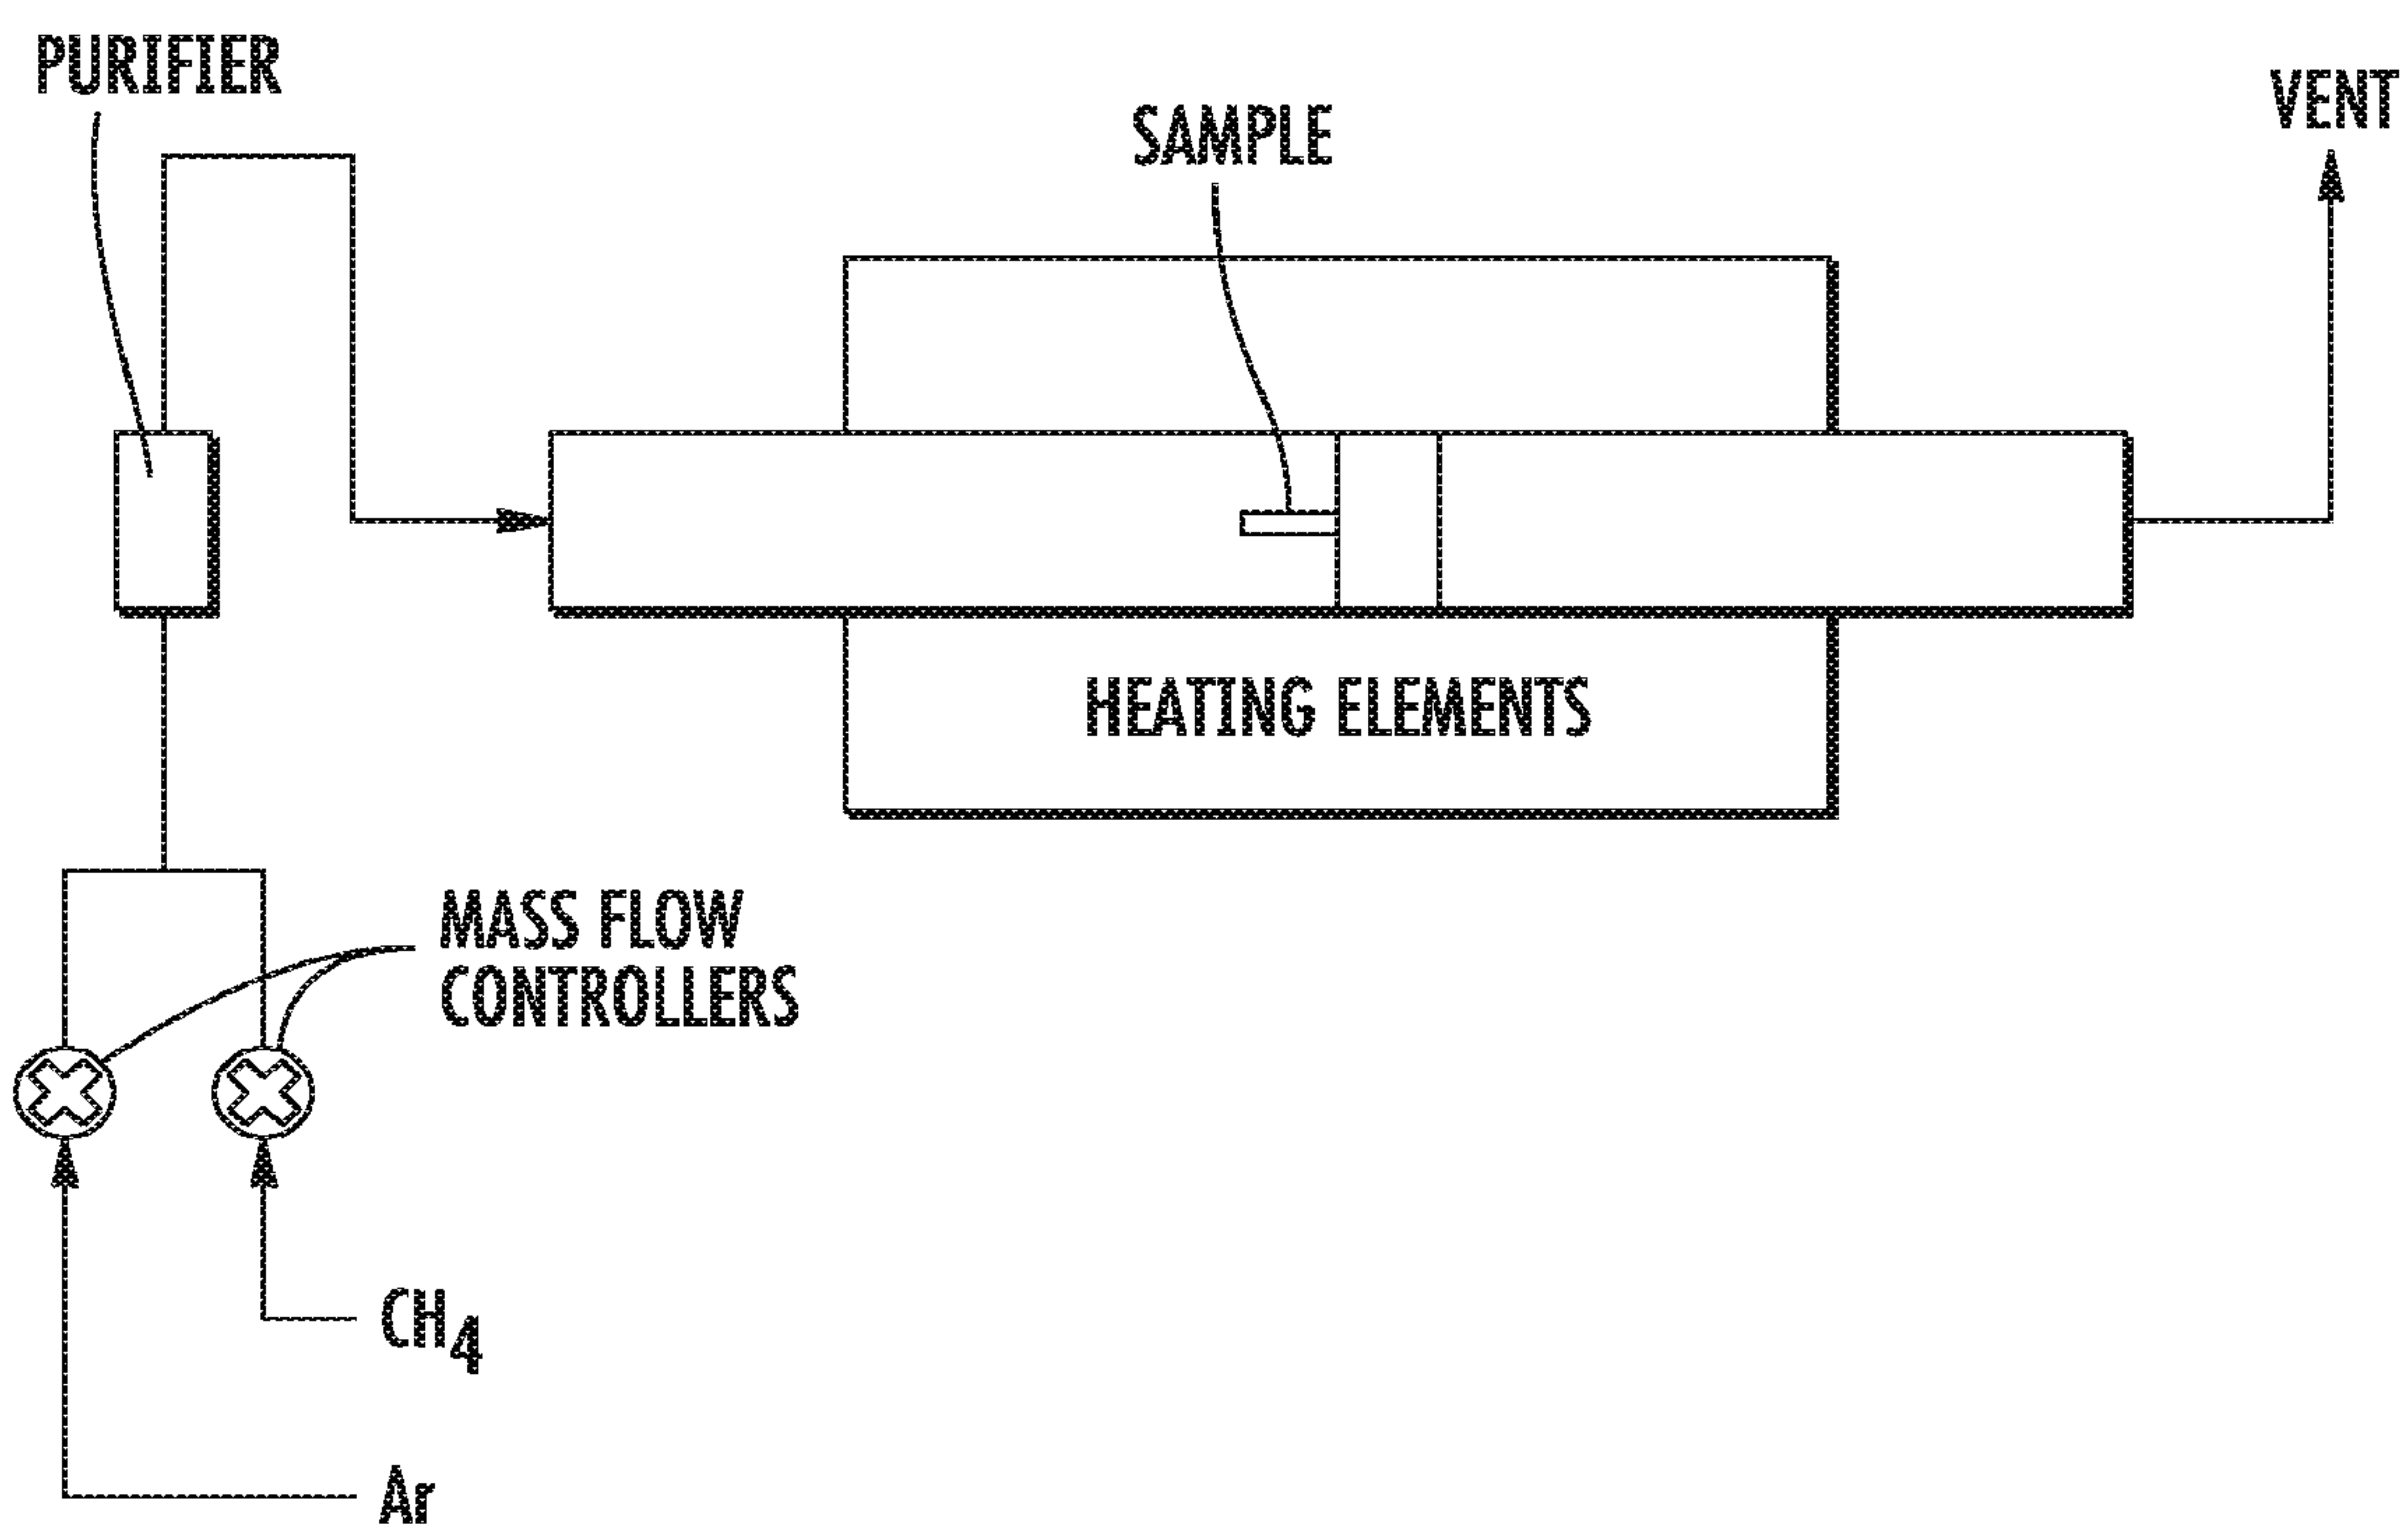 PURIFIER
SAMPLE
VENT
HEATING ELEMENTS
MASS FLOW
CONTROLLERS
CH4
Ar